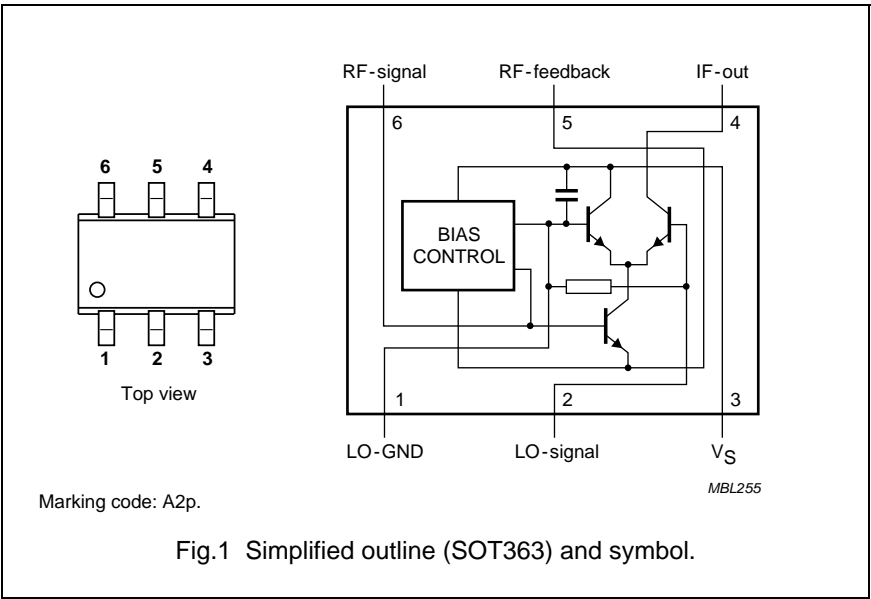 RF-signal RF-feedback IF-out
6 5 4
6 5 4
BIAS
CONTROL
1 2 3
Top view
1 2 3
LO-GND LO-signal VS
MBL255
Marking code: A2p.
Fig.1 Simplified outline (SOT363) and symbol.